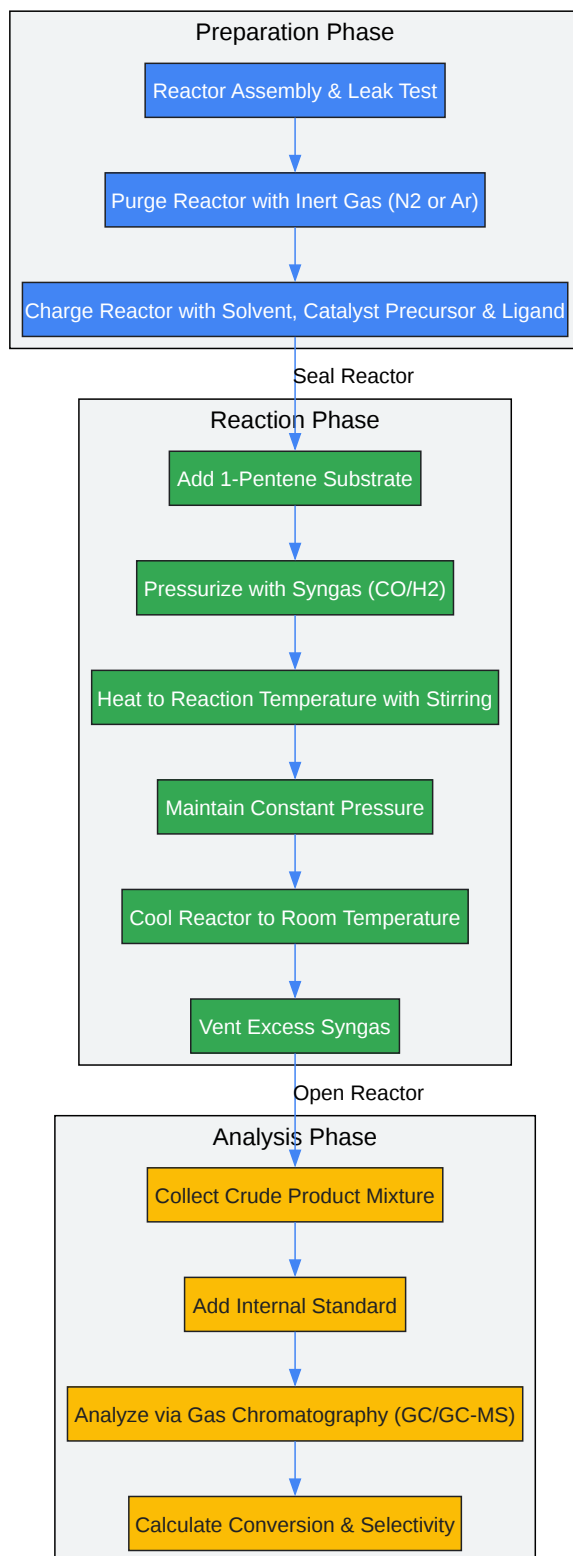 Preparation Phase
Reactor Assembly & Leak Test
Purge Reactor with Inert Gas (N2 or Ar)
Charge Reactor with Solvent, Catalyst Precursor & Ligand
Seal Reactor
Reaction Phase
Add 1-Pentene Substrate
Pressurize with Syngas (CO/H2)
Heat to Reaction Temperature with Stirring
Maintain Constant Pressure
Cool Reactor to Room Temperature
Vent Excess Syngas
Open Reactor
Analysis Phase
Collect Crude Product Mixture
Add Internal Standard
Analyze via Gas Chromatography (GC/GC-MS)
Calculate Conversion & Selectivity